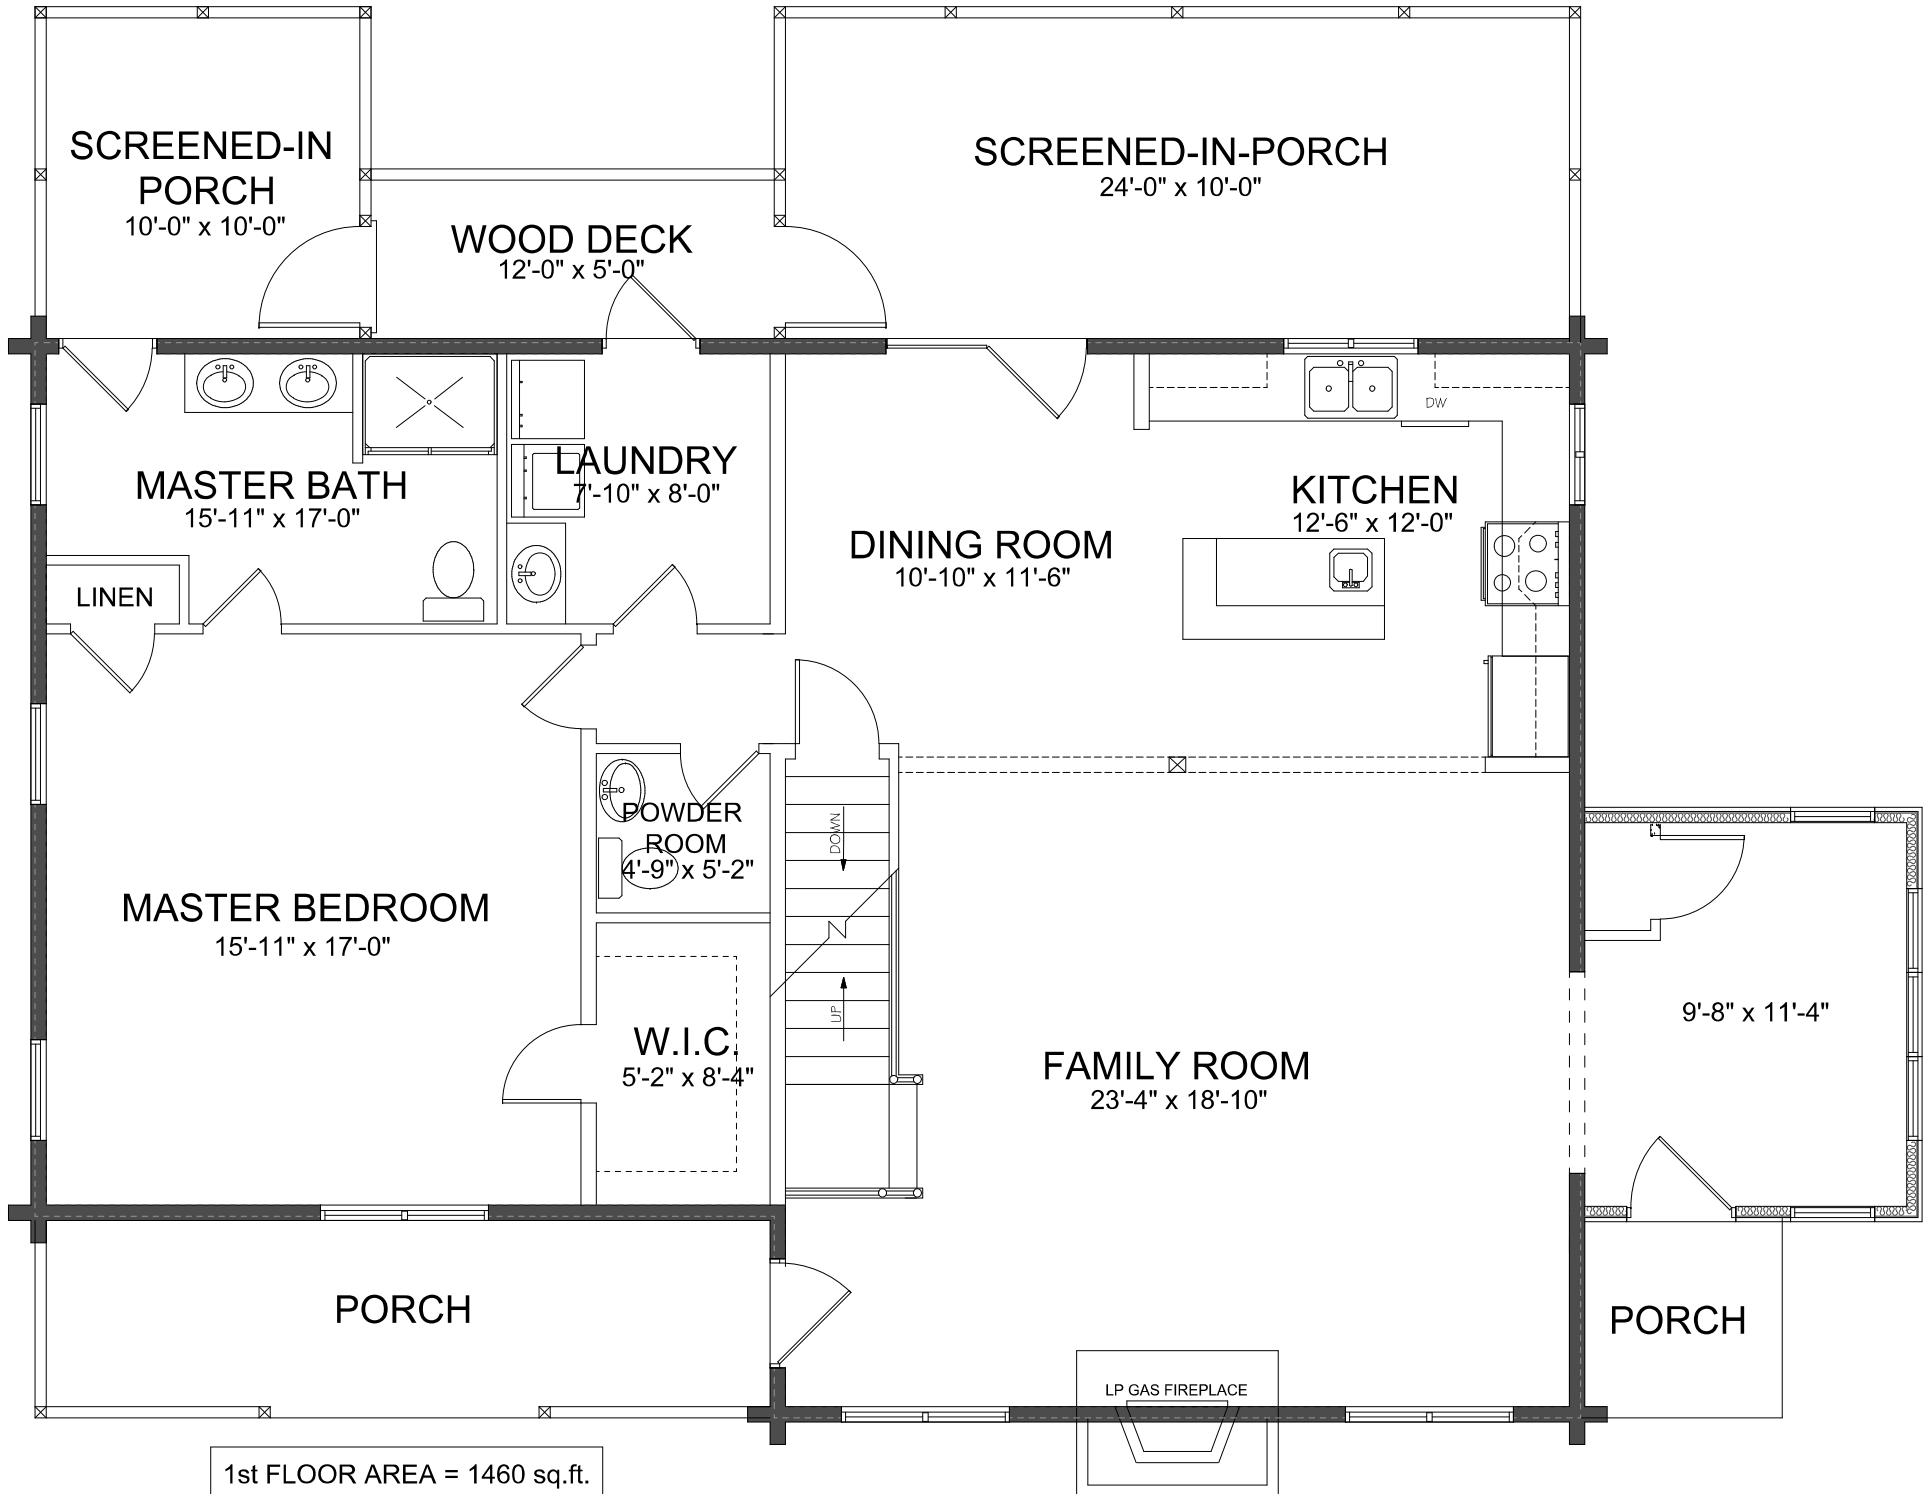 SCREENED-IN
PORCH
10'-0" x 10'-0"
SCREENED-IN-PORCH
24'-0" x 10'-0"
WOOD DECK
12'-0" x 5'-0"
MASTER BATH
15'-11" x 17'-0"
LAUNDRY
7'-10" x 8'-0"
DW
KITCHEN
12'-6" x 12'-0"
DINING ROOM
10'-10" x 11'-6"
LINEN
POWDER
ROOM
4'-9" x 5'-2"
DOWN
MASTER BEDROOM
15'-11" x 17'-0"
UP
W.I.C.
5'-2" x 8'-4"
FAMILY ROOM
23'-4" x 18'-10"
9'-8" x 11'-4"
PORCH
PORCH
LP GAS FIREPLACE
1st FLOOR AREA = 1460 sq.ft.